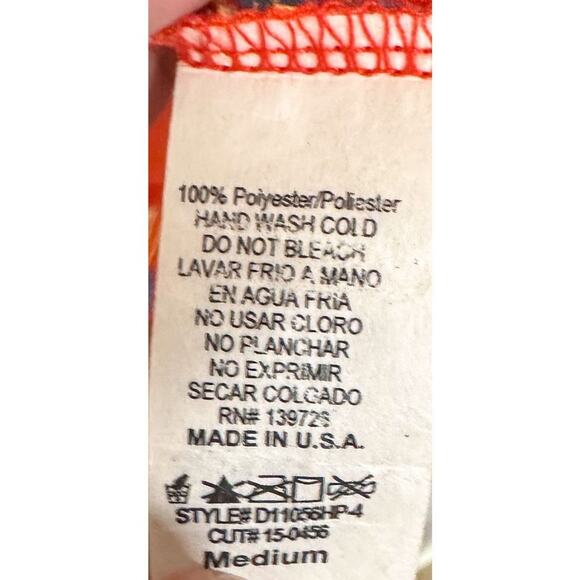 100% Polyester/Poliester
HAND WASH COLD
DO NOT BLEACH
LAVAR FRIO A MANO
EN AGUA FRIA
NO USAR CLORO
NO PLANCHAR
NO EXPRIMIR
SECAR COLGADO
RN# 139726
MADE IN U.S.A.
STYLE# D11056HP-4
CUT# 15-0456
Medium